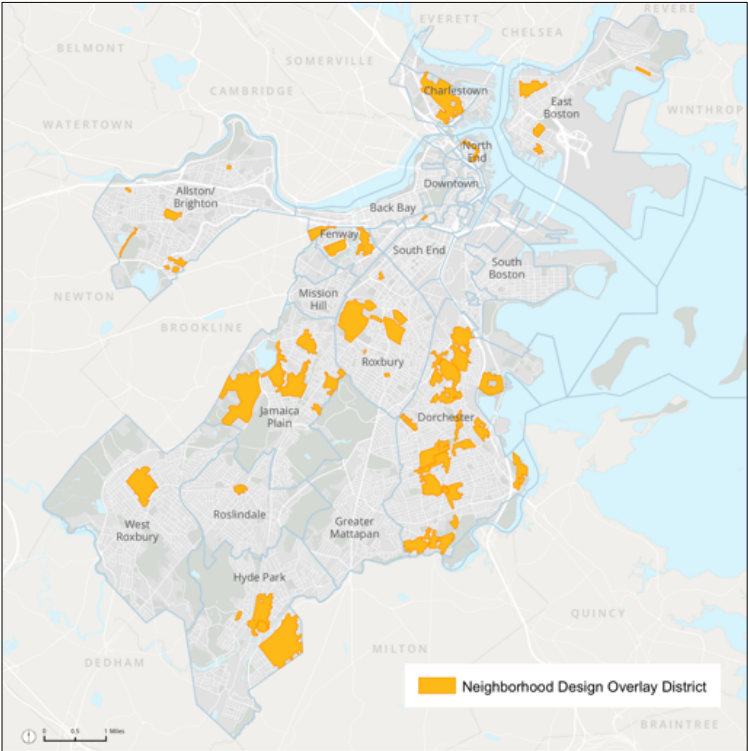 EVERETT
REVERE
CHELSEA
BELMONT
SOMERVILLE
CAMBRIDGE
Charlestown
East
Boston
WINTHROP
WATERTOWN
North
End
Downtown
Allston/
Brighton
Back Bay
Fenway
South End
South
Boston
NEWTON
Mission
Hill
BROOKLINE
Roxbury
Jamaica
Plain
Dorchester
West
Roxbury
Roslindale
Greater
Mattapan
Hyde Park
QUINCY
MILTON
DEDHAM
Neighborhood Design Overlay District
BRAINTREE
0 0.5 1 Miles